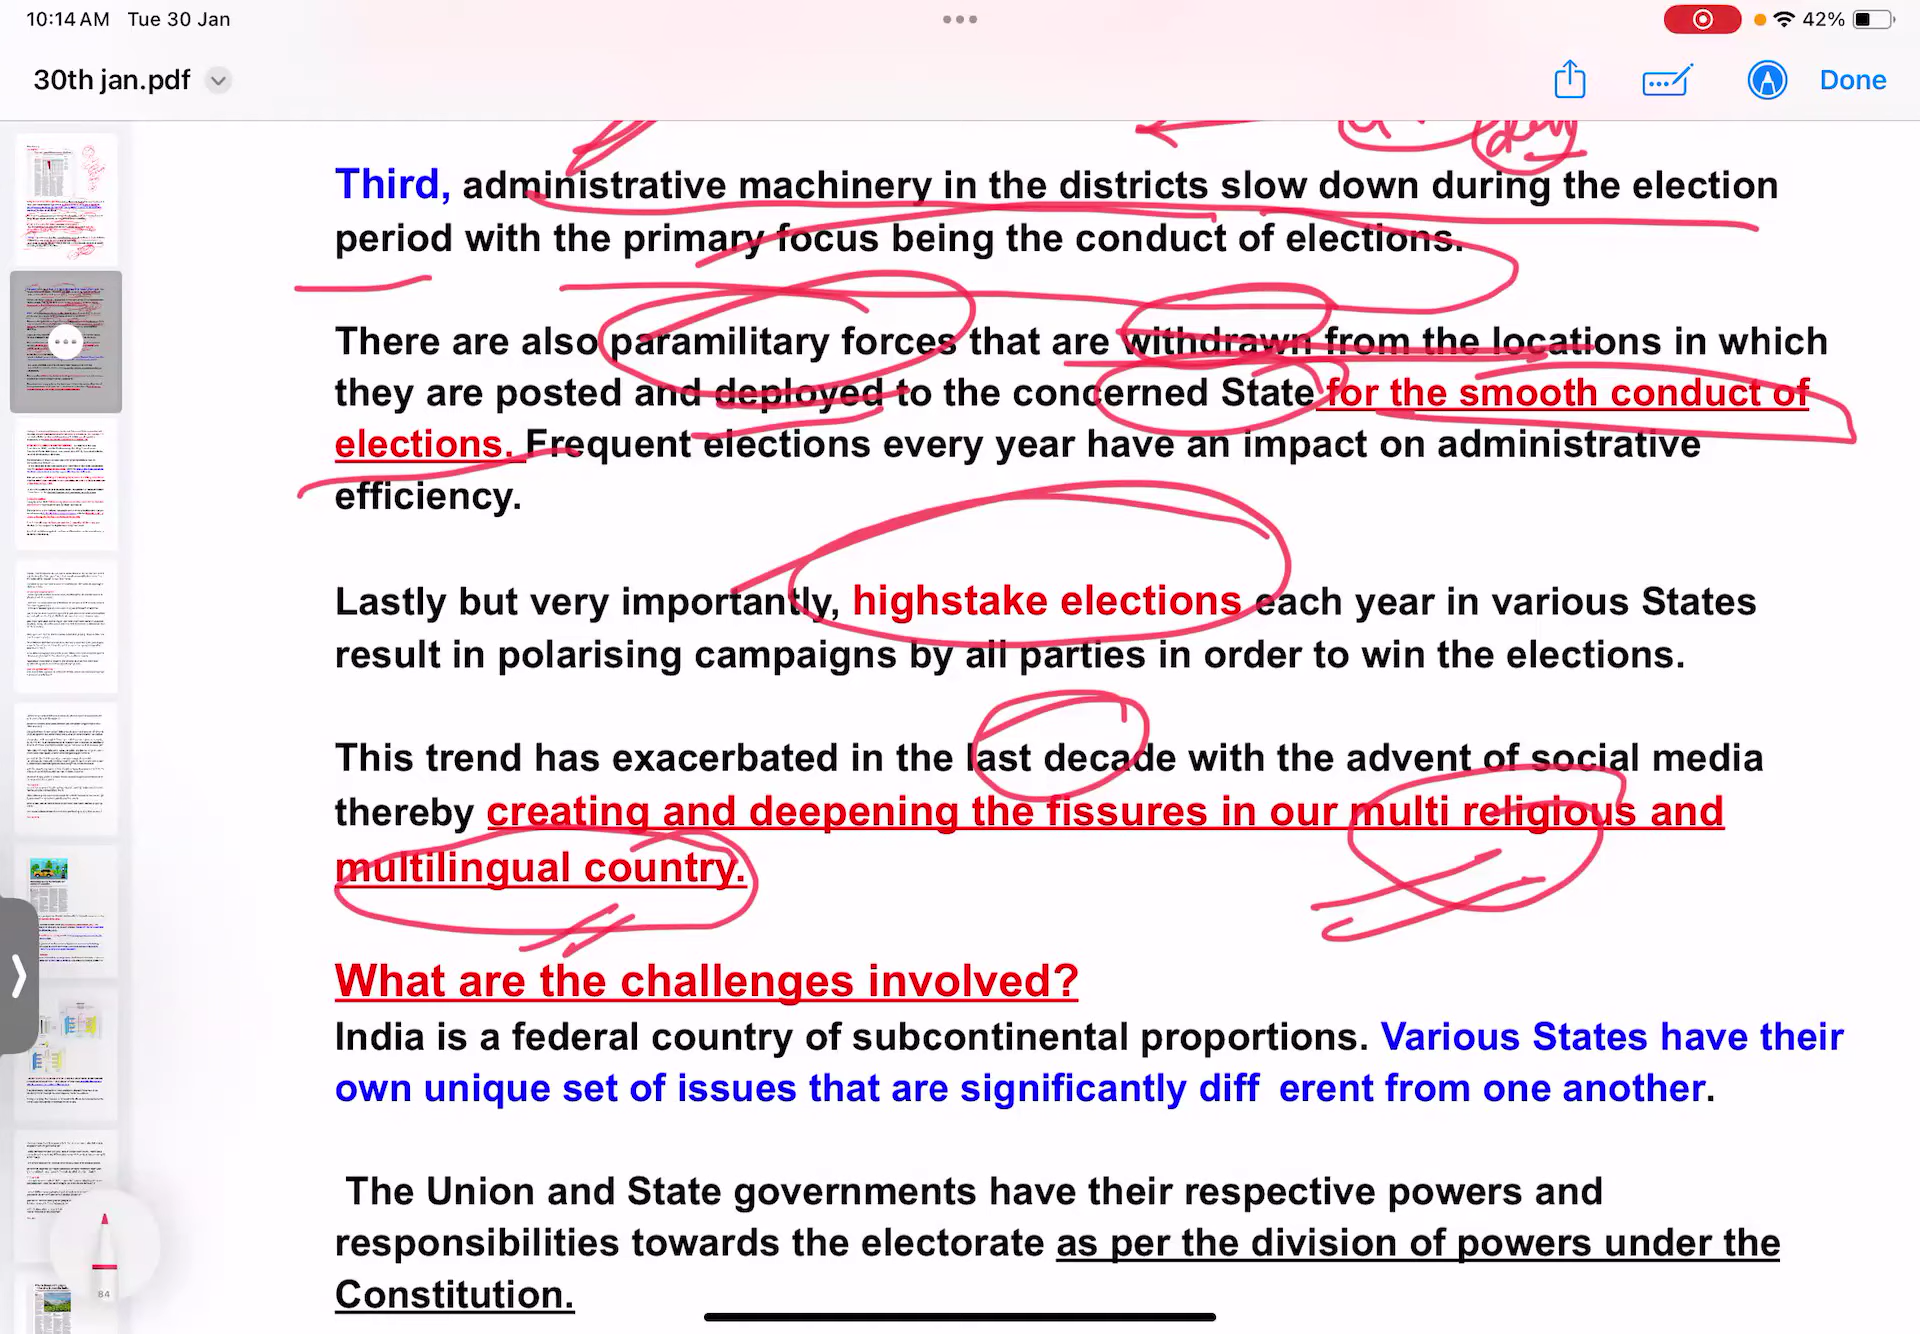 10:14 AM Tue 30 Jan
42%
30th jan.pdf
Done
Third, administrative machinery in the districts slow down during the election
period with the primary focus being the conduct of elections.
There are also paramilitary forces that are withdrawn from the locations in which
they are posted and deployed to the concerned State for the smooth conduct of
elections. Frequent elections every year have an impact on administrative
efficiency.
Lastly but very importantly, highstake elections each year in various States
result in polarising campaigns by all parties in order to win the elections.
This trend has exacerbated in the last decade with the advent of social media
thereby creating and deepening the fissures in our multi religious and
multilingual country.
What are the challenges involved?
India is a federal country of subcontinental proportions. Various States have their
own unique set of issues that are significantly diff erent from one another.
The Union and State governments have their respective powers and
responsibilities towards the electorate as per the division of powers under the
Constitution.
84